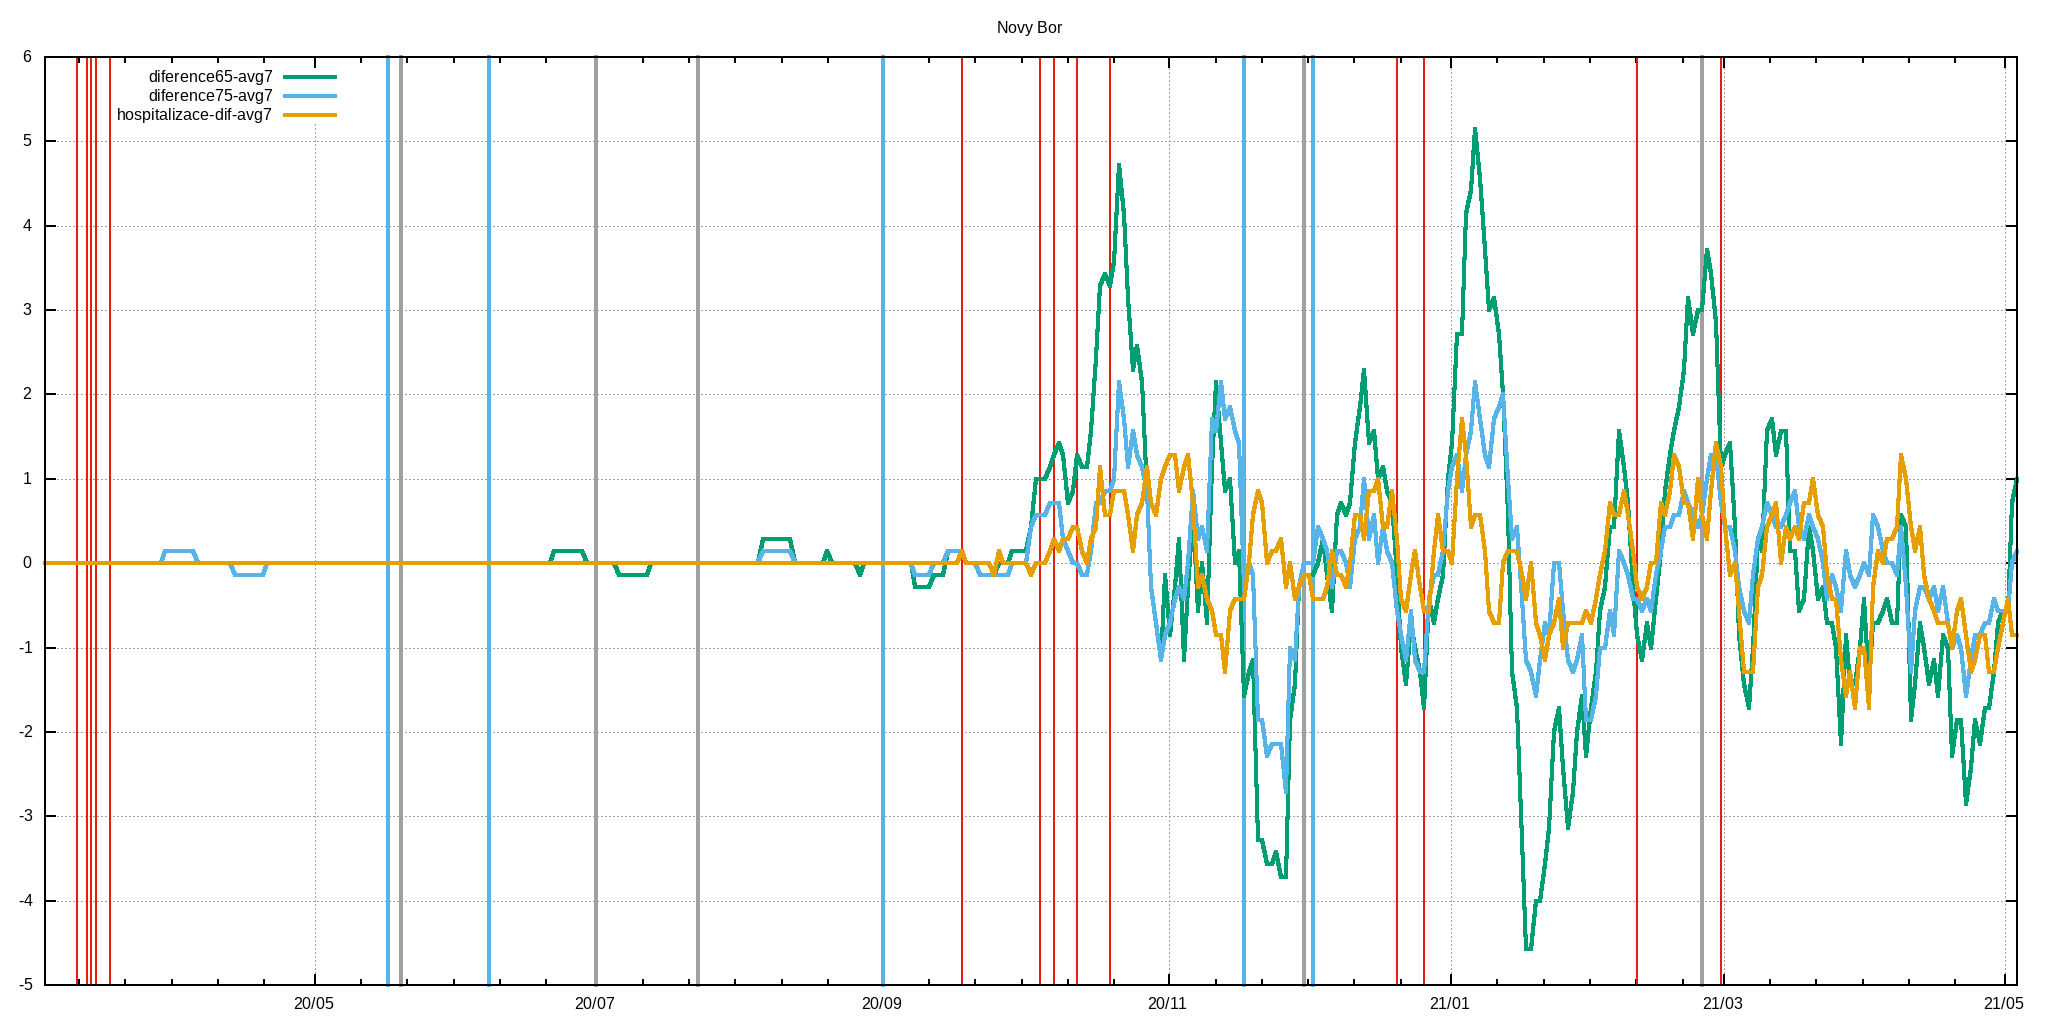 Novy Bor
6
diference65-avg7
diference75-avg7
hospitalizace-dif-avg7
5
4
3
2
1
0
-1
-2
-3
-4
-5
20/05 20/07 20/09 20/11 21/01 21/03 21/05